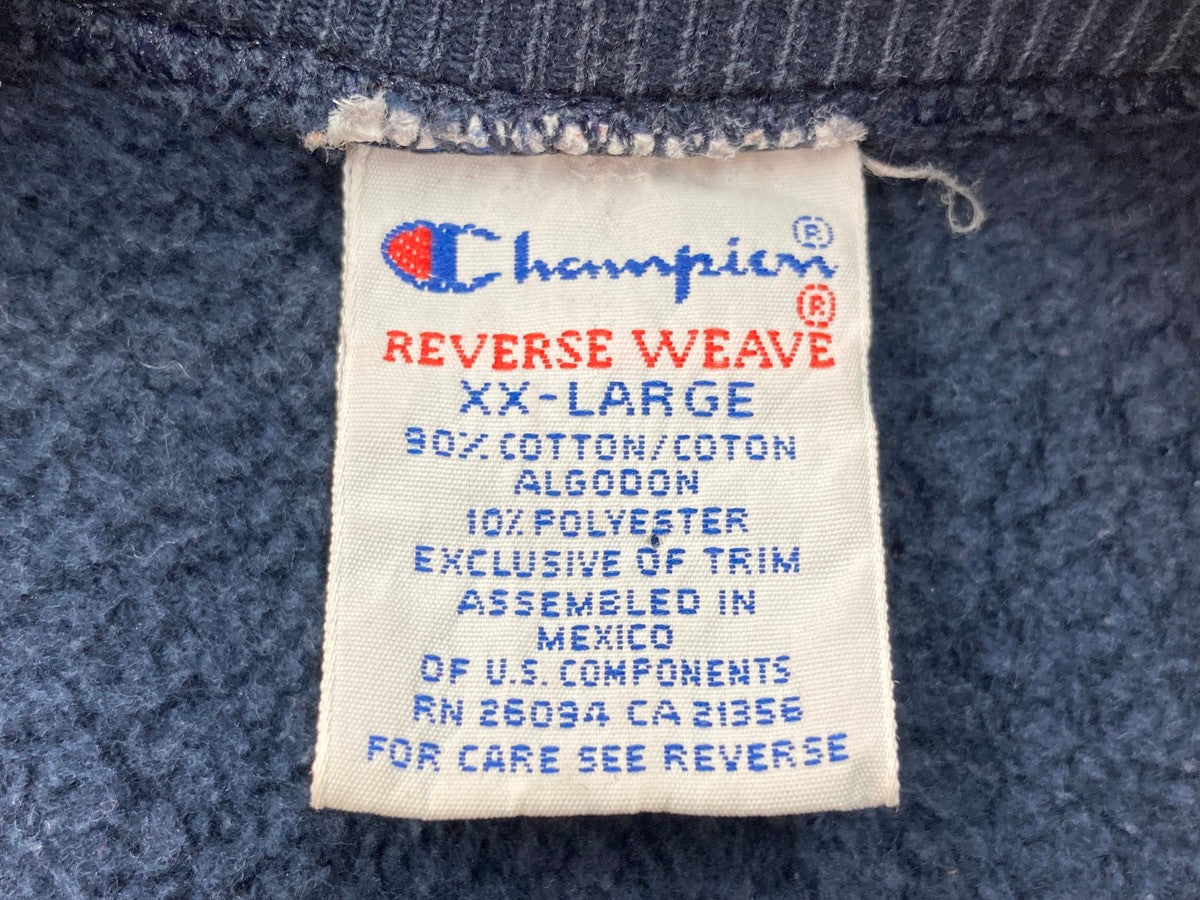 Champion®
REVERSE WEAVE®
XX-LARGE
90% COTTON/COTON
ALGODON
10% POLYESTER
EXCLUSIVE OF TRIM
ASSEMBLED IN
MEXICO
OF U.S. COMPONENTS
RN 26094 CA 21356
FOR CARE SEE REVERSE